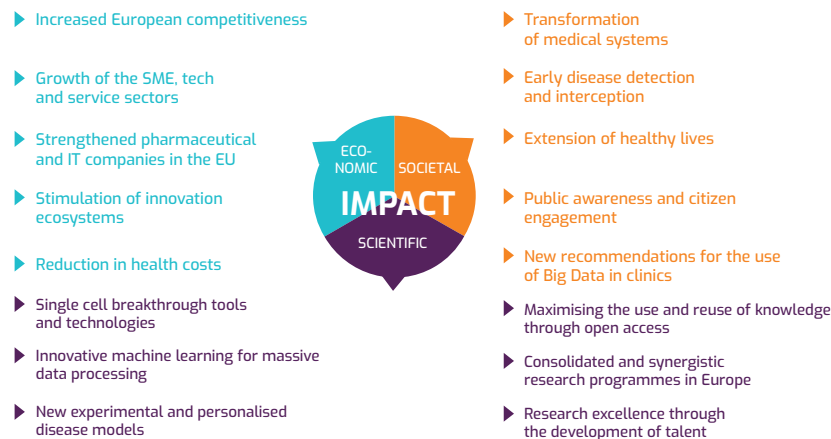 Increased European competitiveness
Growth of the SME, tech
and service sectors
Strengthened pharmaceutical
and IT companies in the EU
Stimulation of innovation
ecosystems
Reduction in health costs
Single cell breakthrough tools
and technologies
Innovative machine learning for massive
data processing
New experimental and personalised
disease models
ECO-
NOMIC
SOCIETAL
IMPACT
SCIENTIFIC
Transformation
of medical systems
Early disease detection
and interception
Extension of healthy lives
Public awareness and citizen
engagement
New recommendations for the use
of Big Data in clinics
Maximising the use and reuse of knowledge
through open access
Consolidated and synergistic
research programmes in Europe
Research excellence through
the development of talent